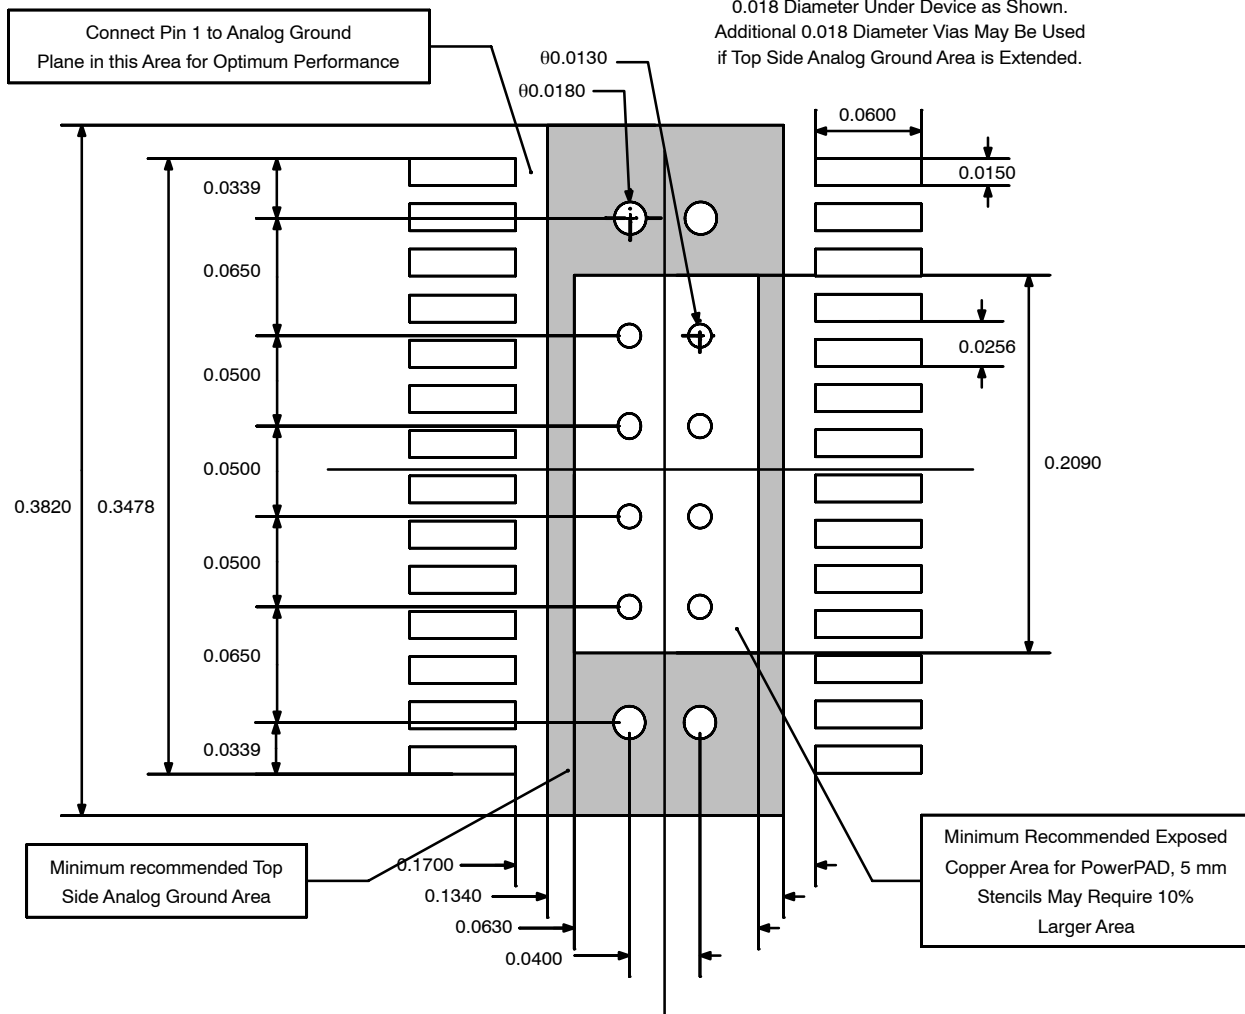 0.018 Diameter Under Device as Shown.
Additional 0.018 Diameter Vias May Be Used
if Top Side Analog Ground Area is Extended.
Connect Pin 1 to Analog Ground
Plane in this Area for Optimum Performance
θ0.0130
θ0.0180
0.0600
0.0150
0.0339
0.0650
0.0256
0.0500
0.2090
0.0500
0.3820
0.3478
0.0500
0.0650
0.0339
Minimum recommended Top
Side Analog Ground Area
0.1700
0.1340
0.0630
0.0400
Minimum Recommended Exposed
Copper Area for PowerPAD, 5 mm
Stencils May Require 10%
Larger Area